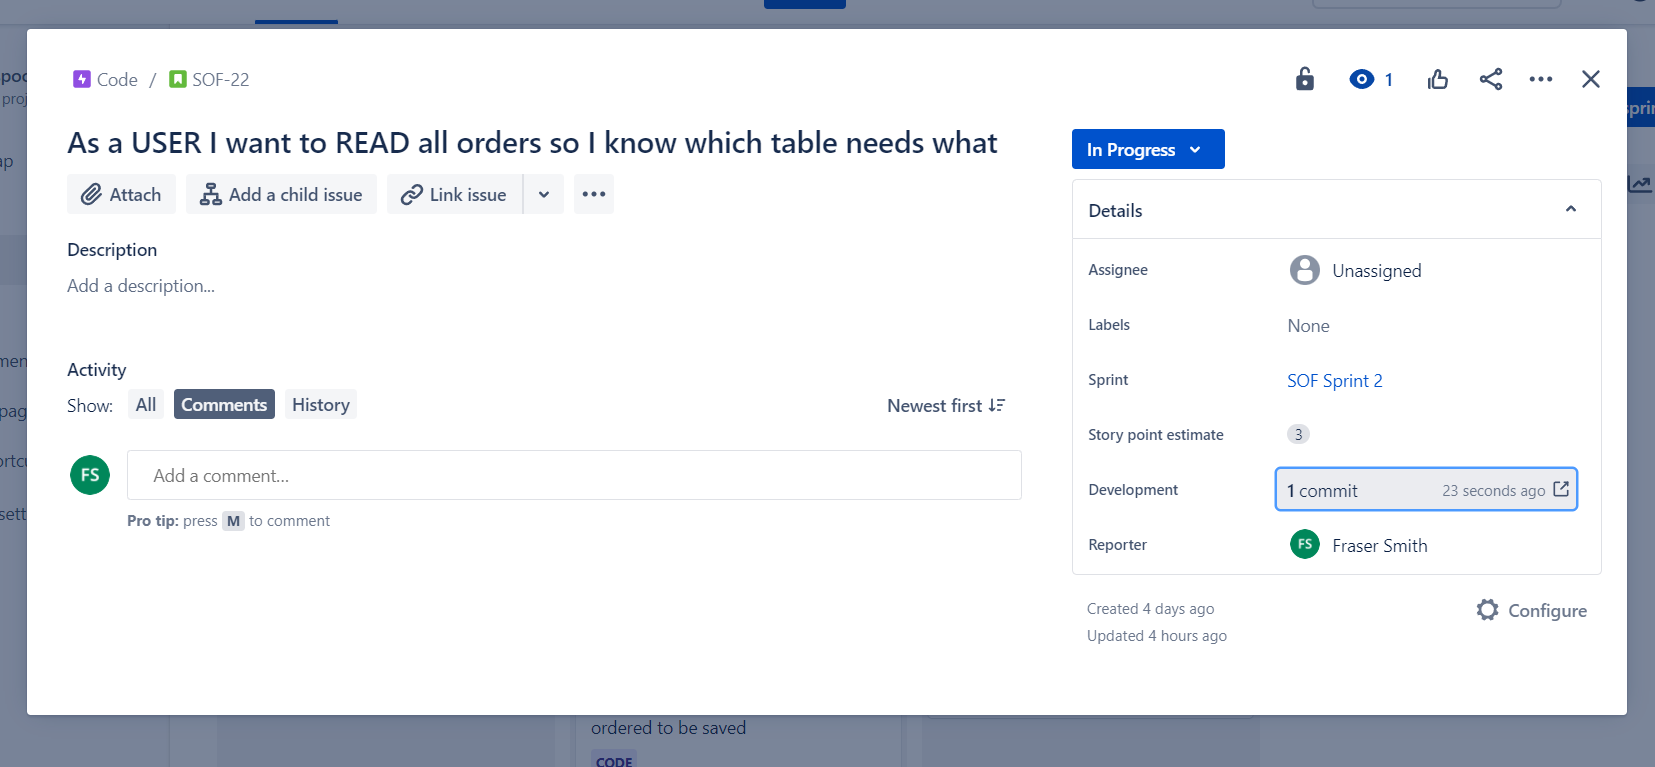 Code / SOF-22
1
As a USER I want to READ all orders so I know which table needs what
In Progress
Attach
Add a child issue
Link issue
Details
Description
Add a description...
Assignee
Unassigned
Labels
None
Sprint
SOF Sprint 2
Story point estimate
3
Development
1 commit
23 seconds ago
Reporter
FS
Fraser Smith
Activity
Show:
All
Comments
History
Newest first
FS
Add a comment...
Pro tip: press M to comment
Created 4 days ago
Updated 4 hours ago
Configure
ordered to be saved
CODE